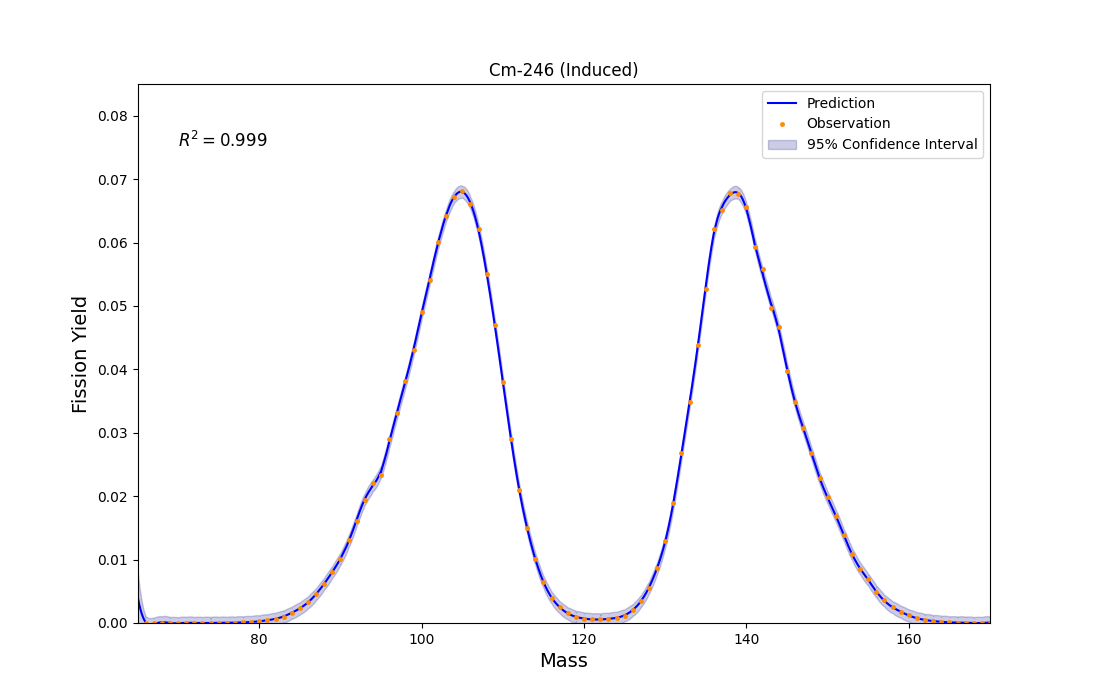 Cm-246 (Induced)
R² = 0.999
Prediction
Observation
95% Confidence Interval
Fission Yield
0.08
0.07
0.06
0.05
0.04
0.03
0.02
0.01
0.00
80 100 120 140 160
Mass